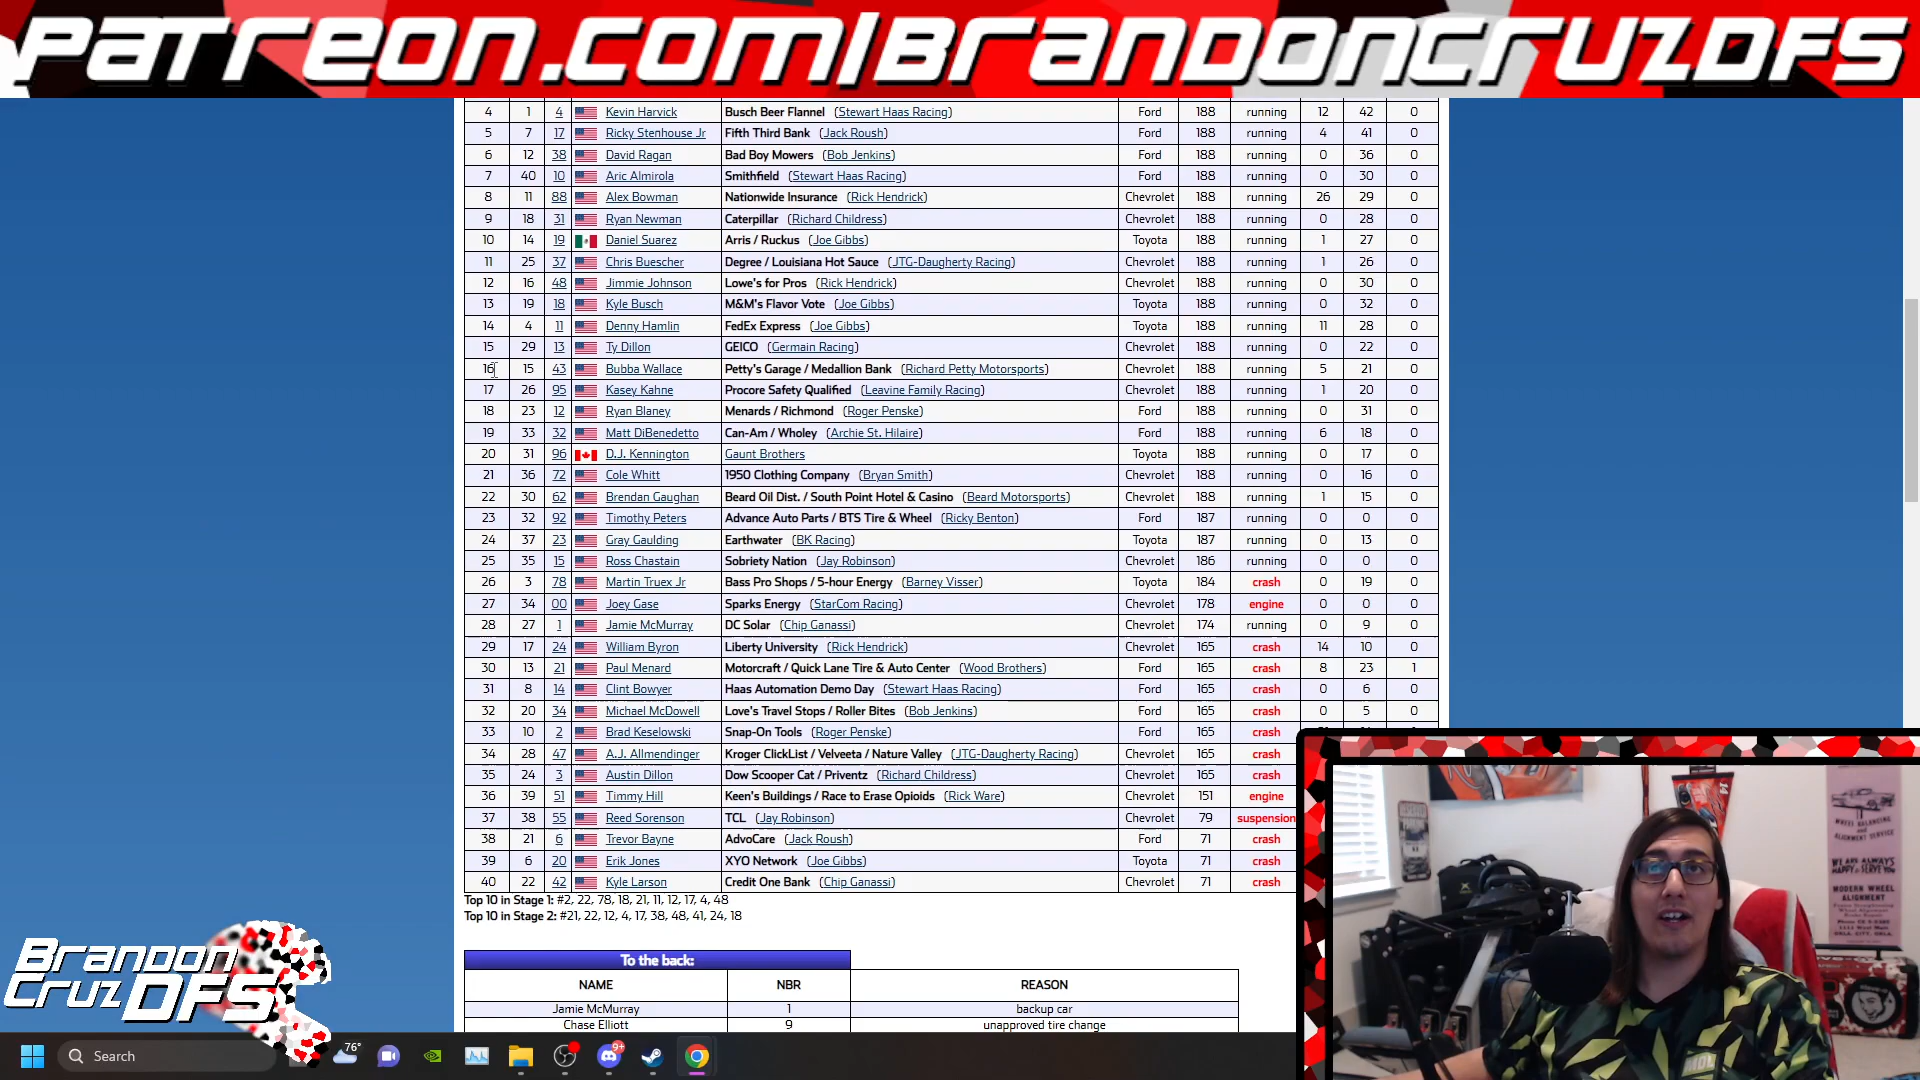 Patreon.com/BrandonCruzDFS
4 1 4 Kevin Harvick Busch Beer Flannel (Stewart Haas Racing) Ford 188 running 12 42 0
5 7 17 Ricky Stenhouse Jr Fifth Third Bank (Jack Roush) Ford 188 running 4 41 0
6 12 38 David Ragan Bad Boy Mowers (Bob Jenkins) Ford 188 running 0 36 0
7 40 10 Aric Almirola Smithfield (Stewart Haas Racing) Ford 188 running 0 30 0
8 11 88 Alex Bowman Nationwide Insurance (Rick Hendrick) Chevrolet 188 running 26 29 0
9 18 31 Ryan Newman Caterpillar (Richard Childress) Chevrolet 188 running 0 28 0
10 14 19 Daniel Suarez Arris / Ruckus (Joe Gibbs) Toyota 188 running 1 27 0
11 25 37 Chris Buescher Degree / Louisiana Hot Sauce (JTG-Daugherty Racing) Chevrolet 188 running 1 26 0
12 16 48 Jimmie Johnson Lowe's for Pros (Rick Hendrick) Chevrolet 188 running 0 30 0
13 19 18 Kyle Busch M&M's Flavor Vote (Joe Gibbs) Toyota 188 running 0 32 0
14 4 11 Denny Hamlin FedEx Express (Joe Gibbs) Toyota 188 running 11 28 0
15 29 13 Ty Dillon GEICO (Germain Racing) Chevrolet 188 running 0 22 0
16 15 43 Bubba Wallace Petty's Garage / Medallion Bank (Richard Petty Motorsports) Chevrolet 188 running 5 21 0
17 26 95 Kasey Kahne Procore Safety Qualified (Leavine Family Racing) Chevrolet 188 running 1 20 0
18 23 12 Ryan Blaney Menards / Richmond (Roger Penske) Ford 188 running 0 31 0
19 33 32 Matt DiBenedetto Can-Am / Wholey (Archie St. Hilaire) Ford 188 running 6 18 0
20 31 96 D.J. Kennington Gaunt Brothers Toyota 188 running 0 17 0
21 36 72 Cole Whitt 1950 Clothing Company (Bryan Smith) Chevrolet 188 running 0 16 0
22 30 62 Brendan Gaughan Beard Oil Dist. / South Point Hotel & Casino (Beard Motorsports) Chevrolet 188 running 1 15 0
23 32 92 Timothy Peters Advance Auto Parts / BTS Tire & Wheel (Ricky Benton) Ford 187 running 0 0 0
24 37 23 Gray Gaulding Earthwater (BK Racing) Toyota 187 running 0 13 0
25 35 15 Ross Chastain Sobriety Nation (Jay Robinson) Chevrolet 186 running 0 0 0
26 3 78 Martin Truex Jr Bass Pro Shops / 5-hour Energy (Barney Visser) Toyota 184 crash 0 19 0
27 34 00 Joey Gase Sparks Energy (StarCom Racing) Chevrolet 178 engine 0 0 0
28 27 1 Jamie McMurray DC Solar (Chip Ganassi) Chevrolet 174 running 0 9 0
29 17 24 William Byron Liberty University (Rick Hendrick) Chevrolet 165 crash 14 10 0
30 13 21 Paul Menard Motorcraft / Quick Lane Tire & Auto Center (Wood Brothers) Ford 165 crash 8 23 1
31 8 14 Clint Bowyer Haas Automation Demo Day (Stewart Haas Racing) Ford 165 crash 0 6 0
32 20 34 Michael McDowell Love's Travel Stops / Roller Bites (Bob Jenkins) Ford 165 crash 0 5 0
33 10 2 Brad Keselowski Snap-On Tools (Roger Penske) Ford 165 crash
34 28 47 A.J. Allmendinger Kroger ClickList / Velveeta / Nature Valley (JTG-Daugherty Racing) Chevrolet 165 crash
35 24 3 Austin Dillon Dow Scooper Cat / Priventz (Richard Childress) Chevrolet 165 crash
36 39 51 Timmy Hill Keen's Buildings / Race to Erase Opioids (Rick Ware) Chevrolet 151 engine
37 38 55 Reed Sorenson TCL (Jay Robinson) Chevrolet 79 suspension
38 21 6 Trevor Bayne AdvoCare (Jack Roush) Ford 71 crash
39 6 20 Erik Jones XYO Network (Joe Gibbs) Toyota 71 crash
40 22 42 Kyle Larson Credit One Bank (Chip Ganassi) Chevrolet 71 crash
Top 10 in Stage 1: #2, 22, 78, 18, 21, 11, 12, 17, 4, 48
Top 10 in Stage 2: #21, 22, 12, 4, 17, 38, 48, 41, 24, 18
To the back:
NAME NBR REASON
Jamie McMurray 1 backup car
Chase Elliott 9 unapproved tire change
Brandon
Cruz DFS
WHEEL BALANCING
and
ALIGNMENT SERVICE
WE ARE ALWAYS
HAPPY TO SERVE YOU
MODERN WHEEL
ALIGNMENT
Search
76°
9+